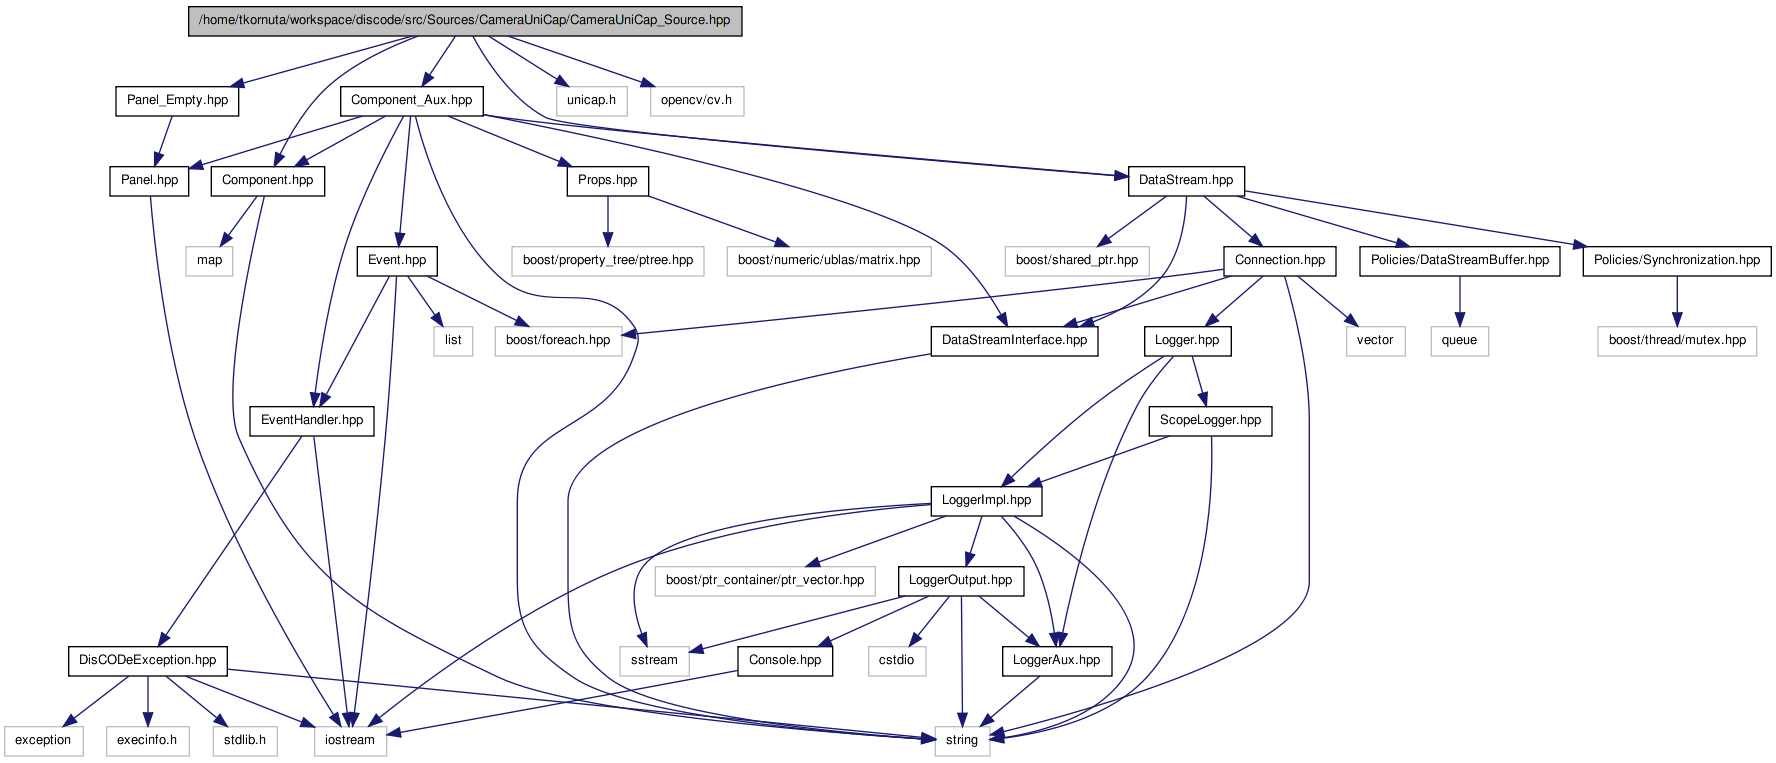 /home/tkornuta/workspace/discode/src/Sources/CameraUniCap/CameraUniCap_Source.hpp
Panel_Empty.hpp
Component_Aux.hpp
unicap.h
opencv/cv.h
Panel.hpp
Component.hpp
Props.hpp
DataStream.hpp
map
Event.hpp
boost/property_tree/ptree.hpp
boost/numeric/ublas/matrix.hpp
boost/shared_ptr.hpp
Connection.hpp
Policies/DataStreamBuffer.hpp
Policies/Synchronization.hpp
list
boost/foreach.hpp
DataStreamInterface.hpp
Logger.hpp
vector
queue
boost/thread/mutex.hpp
EventHandler.hpp
ScopeLogger.hpp
LoggerImpl.hpp
boost/ptr_container/ptr_vector.hpp
LoggerOutput.hpp
DisCODeException.hpp
sstream
Console.hpp
cstdio
LoggerAux.hpp
exception
execinfo.h
stdlib.h
iostream
string